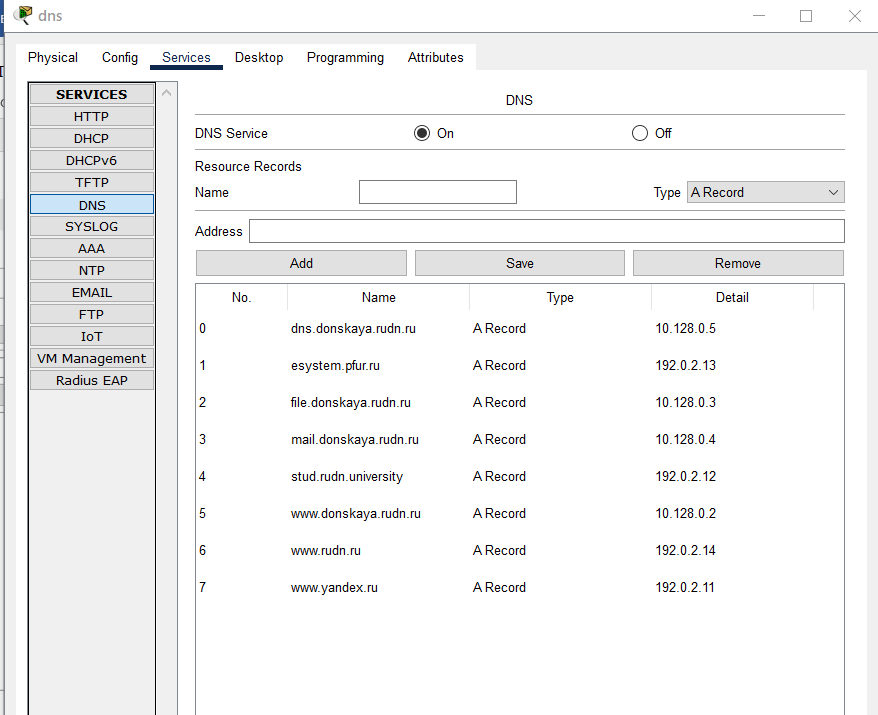 dns
Physical Config Services Desktop Programming Attributes
SERVICES
HTTP
DHCP
DHCPv6
TFTP
DNS
SYSLOG
AAA
NTP
EMAIL
FTP
IoT
VM Management
Radius EAP
DNS
DNS Service On Off
Resource Records
Name Type A Record
Address
Add Save Remove
No. Name Type Detail
0 dns.donskaya.rudn.ru A Record 10.128.0.5
1 esystem.pfur.ru A Record 192.0.2.13
2 file.donskaya.rudn.ru A Record 10.128.0.3
3 mail.donskaya.rudn.ru A Record 10.128.0.4
4 stud.rudn.university A Record 192.0.2.12
5 www.donskaya.rudn.ru A Record 10.128.0.2
6 www.rudn.ru A Record 192.0.2.14
7 www.yandex.ru A Record 192.0.2.11